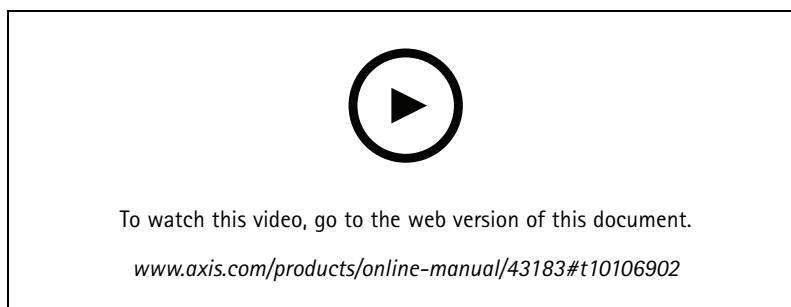 To watch this video, go to the web version of this document.
www.axis.com/products/online-manual/43183#t10106902